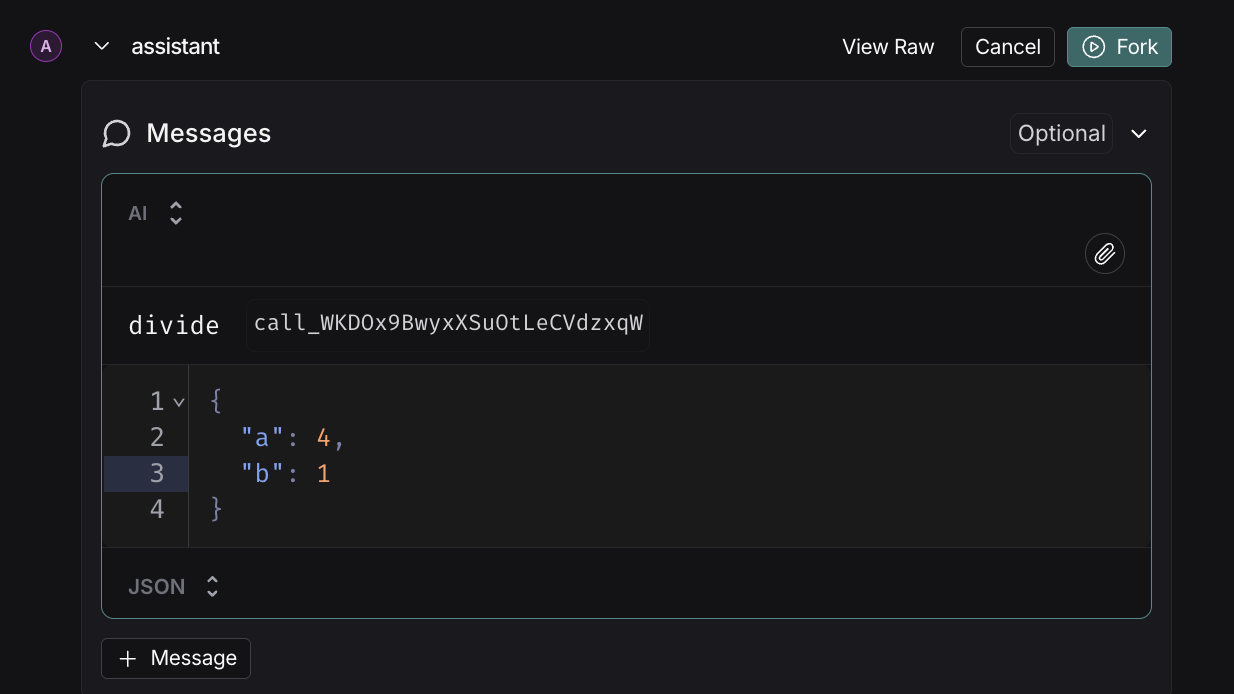 A assistant View Raw Cancel Fork
Messages Optional
AI
divide call_WKDOx9BwyxXSuOtLeCVdzxqW
1 {
2 "a": 4,
3 "b": 1
4 }
JSON
+ Message